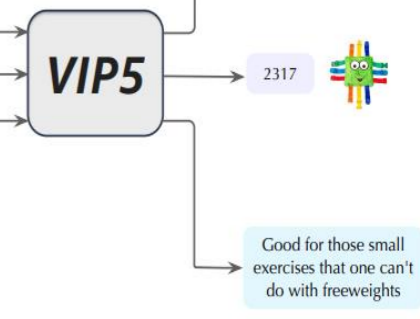 VIP5
2317
Good for those small
exercises that one can't
do with freeweights